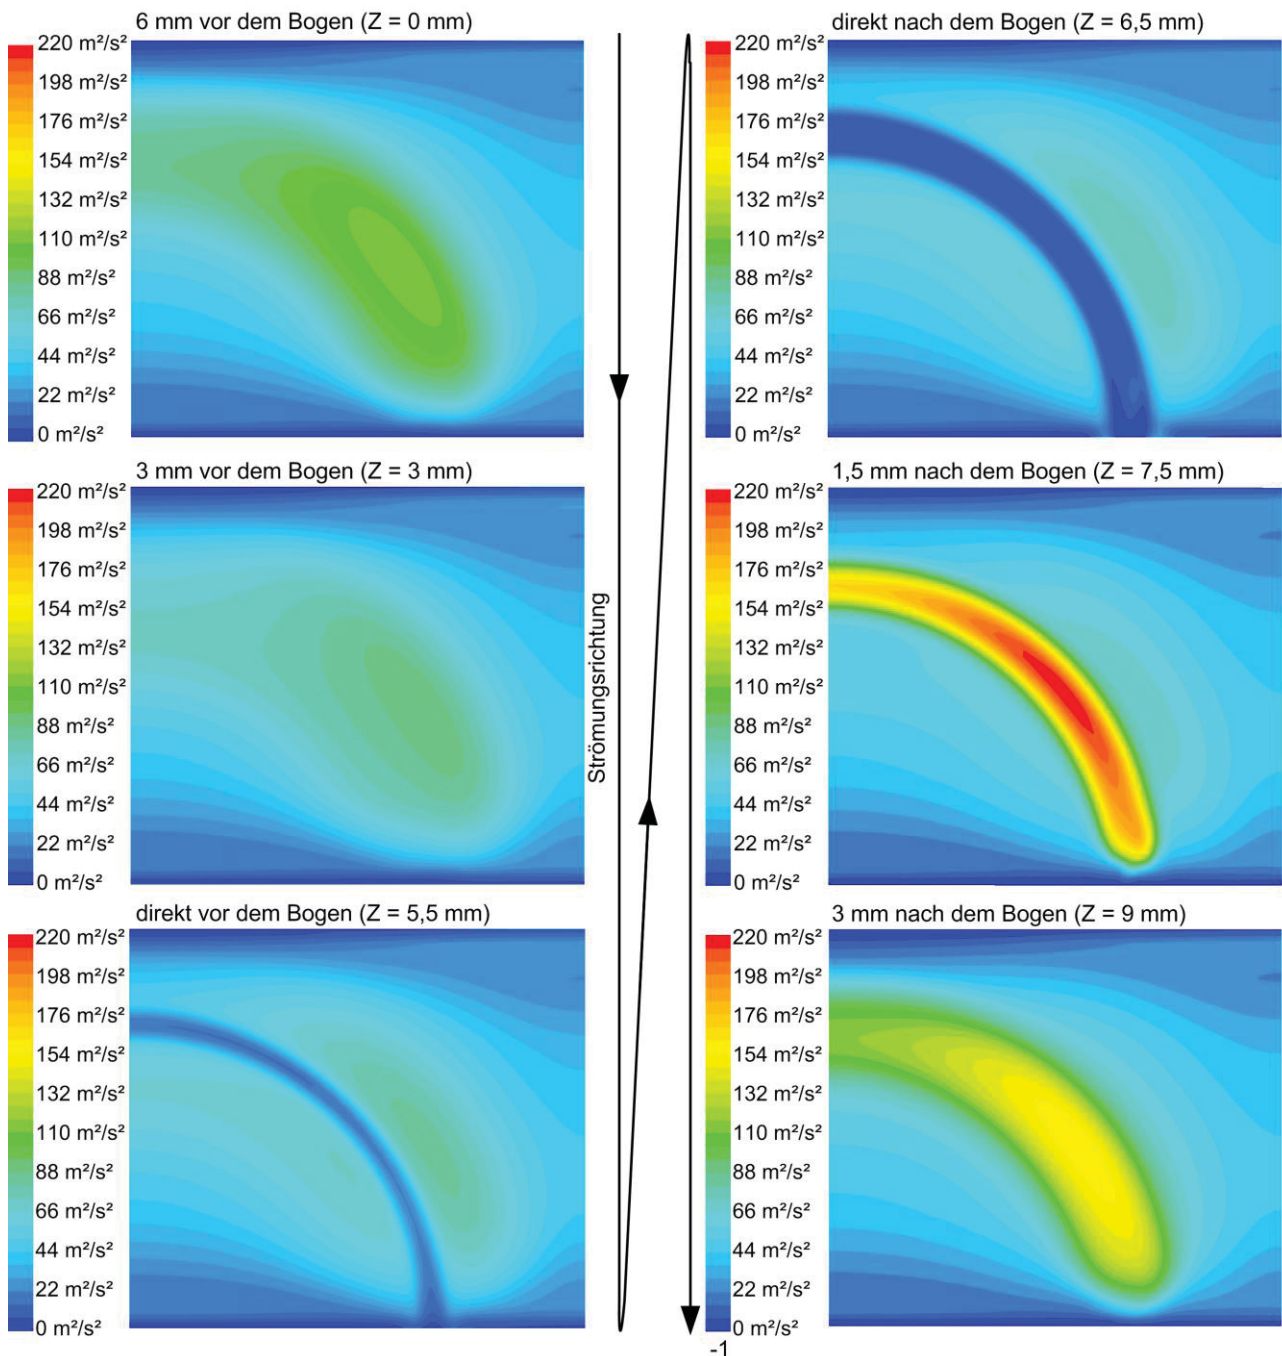 6 mm vor dem Bogen (Z = 0 mm)
220 m²/s²
198 m²/s²
176 m²/s²
154 m²/s²
132 m²/s²
110 m²/s²
88 m²/s²
66 m²/s²
44 m²/s²
22 m²/s²
0 m²/s²
3 mm vor dem Bogen (Z = 3 mm)
220 m²/s²
198 m²/s²
176 m²/s²
154 m²/s²
132 m²/s²
110 m²/s²
88 m²/s²
66 m²/s²
44 m²/s²
22 m²/s²
0 m²/s²
direkt vor dem Bogen (Z = 5,5 mm)
220 m²/s²
198 m²/s²
176 m²/s²
154 m²/s²
132 m²/s²
110 m²/s²
88 m²/s²
66 m²/s²
44 m²/s²
22 m²/s²
0 m²/s²
Strömungsrichtung
direkt nach dem Bogen (Z = 6,5 mm)
220 m²/s²
198 m²/s²
176 m²/s²
154 m²/s²
132 m²/s²
110 m²/s²
88 m²/s²
66 m²/s²
44 m²/s²
22 m²/s²
0 m²/s²
1,5 mm nach dem Bogen (Z = 7,5 mm)
220 m²/s²
198 m²/s²
176 m²/s²
154 m²/s²
132 m²/s²
110 m²/s²
88 m²/s²
66 m²/s²
44 m²/s²
22 m²/s²
0 m²/s²
3 mm nach dem Bogen (Z = 9 mm)
220 m²/s²
198 m²/s²
176 m²/s²
154 m²/s²
132 m²/s²
110 m²/s²
88 m²/s²
66 m²/s²
44 m²/s²
22 m²/s²
0 m²/s²
-1